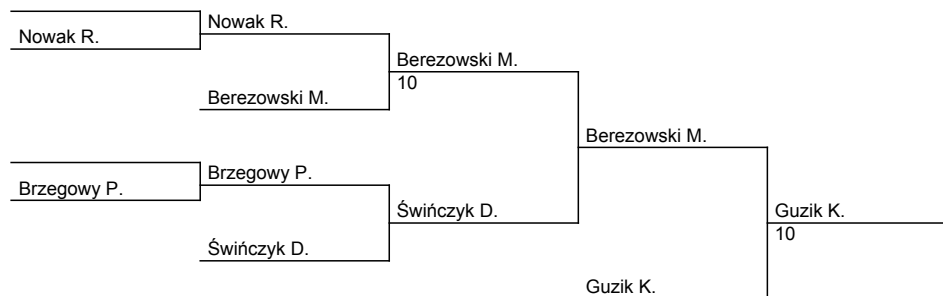 Nowak R.
Nowak R.
Berezowski M.
10
Berezowski M.
Berezowski M.
Brzegowy P.
Brzegowy P.
Świńczyk D.
Świńczyk D.
Guzik K.
10
Guzik K.